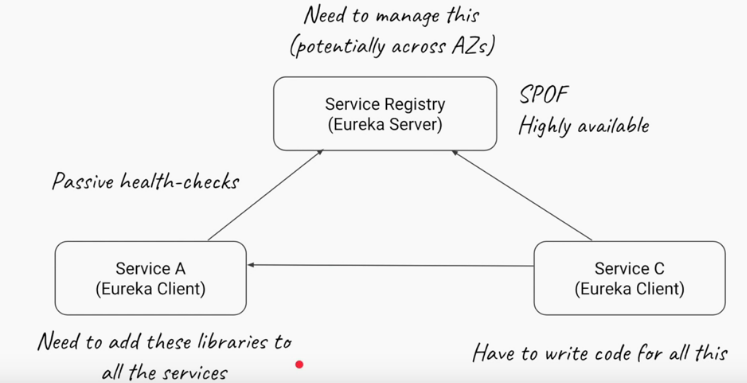 Need to manage this
(potentially across AZs)
Service Registry
(Eureka Server)
SPOF
Highly available
Passive health-checks
Service A
(Eureka Client)
Service C
(Eureka Client)
Need to add these libraries to
all the services
Have to write code for all this